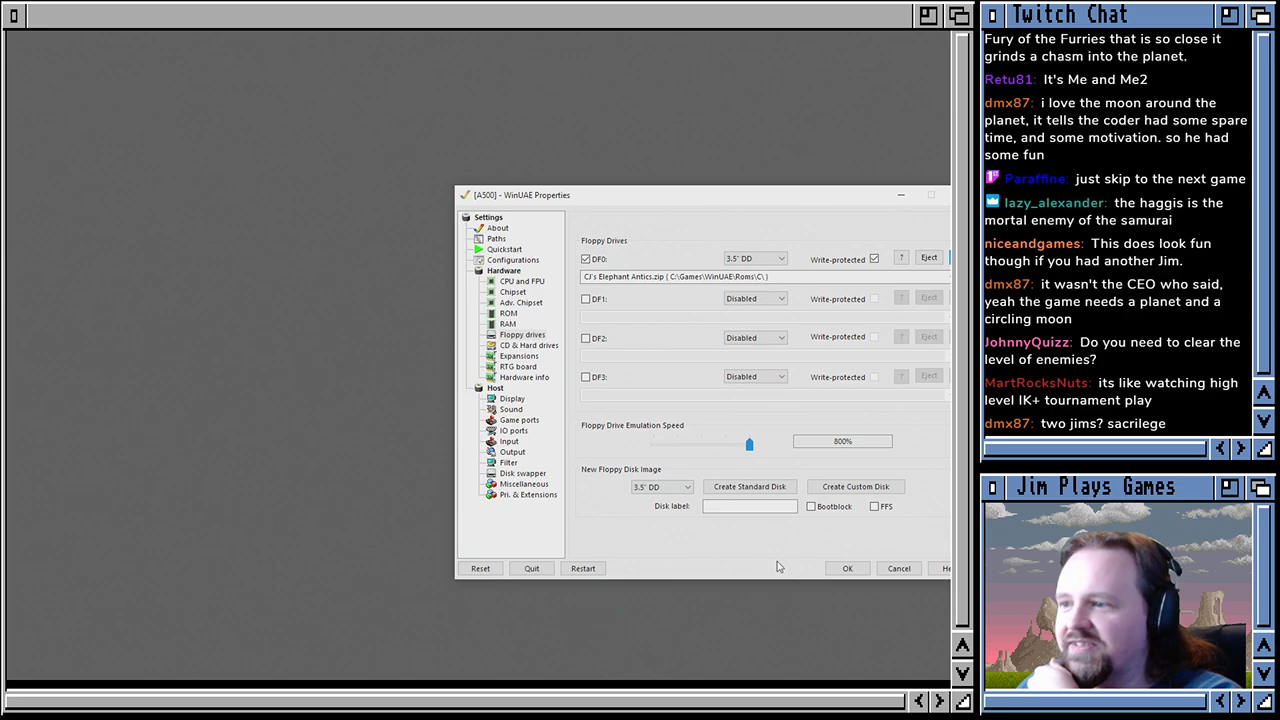 Twitch Chat
Fury of the Furries that is so close it
grinds a chasm into the planet.
Retu81: It's Me and Me2
dmx87: i love the moon around the
planet, it tells the coder had some spare
time, and some motivation. so he had
some fun
Paraffine: just skip to the next game
lazy_alexander: the haggis is the
mortal enemy of the samurai
niceandgames: This does look fun
though if you had another Jim.
dmx87: it wasn't the CEO who said,
yeah the game needs a planet and a
circling moon
JohnnyQuizz: Do you need to clear the
level of enemies?
MartRocksNuts: its like watching high
level IK+ tournament play
dmx87: two jims? sacrilege
Jim Plays Games
[A500] - WinUAE Properties
Settings
About
Paths
Quickstart
Configurations
Hardware
CPU and FPU
Chipset
Adv. Chipset
ROM
RAM
Floppy drives
CD & Hard drives
Expansions
RTG board
Hardware info
Host
Display
Sound
Game ports
IO ports
Input
Output
Filter
Disk swapper
Miscellaneous
Pri. & Extensions
Floppy Drives
DF0: 3.5" DD Write-protected ? Eject
CJ's Elephant Antics.zip { C:\Games\WinUAE\Roms\C\ }
DF1: Disabled Write-protected ? Eject
DF2: Disabled Write-protected ? Eject
DF3: Disabled Write-protected ? Eject
Floppy Drive Emulation Speed
800%
New Floppy Disk Image
3.5" DD Create Standard Disk Create Custom Disk
Disk label: Bootblock FFS
Reset Quit Restart OK Cancel He